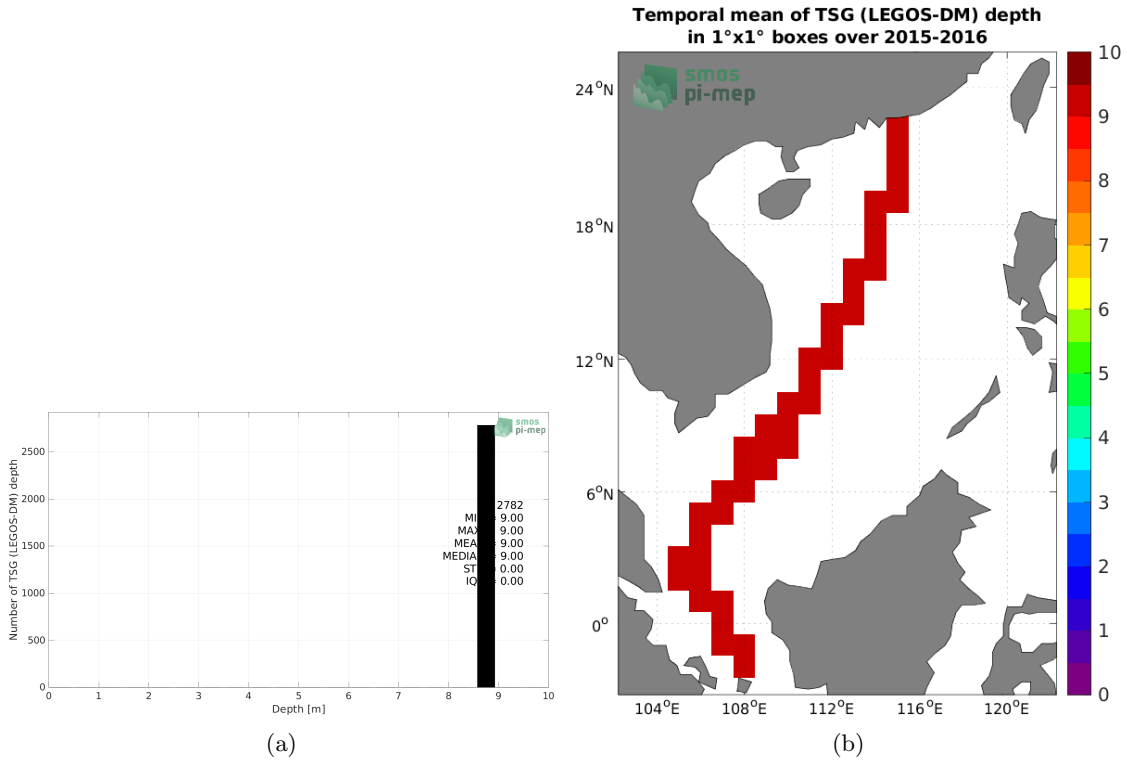 Temporal mean of TSG (LEGOS-DM) depth
in 1°x1° boxes over 2015-2016
smos
pi-mep
24°N
18°N
12°N
6°N
0°
104°E
108°E
112°E
116°E
120°E
10
9
8
7
6
5
4
3
2
1
0
smos
pi-mep
Number of TSG (LEGOS-DM) depth
2500
2000
1500
1000
500
0
2782
9.00
9.00
9.00
9.00
0.00
0.00
0
1
2
3
4
5
6
7
8
9
10
Depth [m]
(a)
(b)